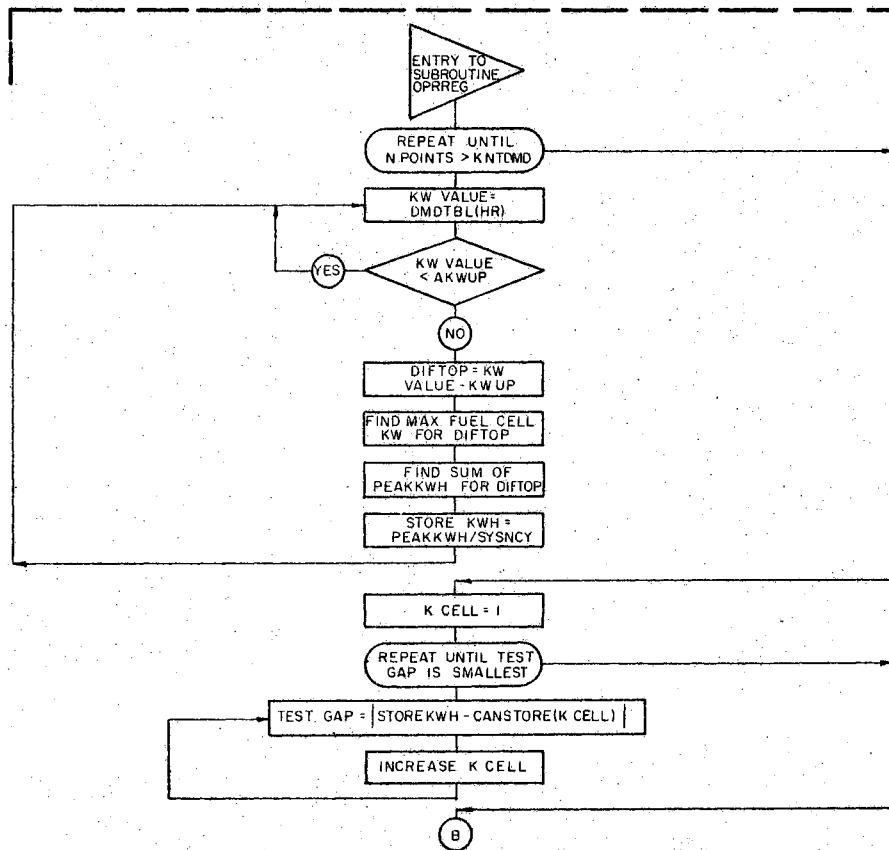 ENTRY TO
SUBROUTINE
OPRREG
REPEAT UNTIL
N.POINTS > KNTDMD
KW VALUE=
DMDTBL(HR)
KW VALUE
< AKWUP
YES
NO
DIFTOP = KW
VALUE - KWUP
FIND MAX. FUEL CELL
KW FOR DIFTOP
FIND SUM OF
PEAKKWH FOR DIFTOP
STORE KWH =
PEAKKWH/SYSNCY
K CELL = 1
REPEAT UNTIL TEST
GAP IS SMALLEST
TEST. GAP = |STOREKWH - CANSTORE(K CELL)|
INCREASE K CELL
B